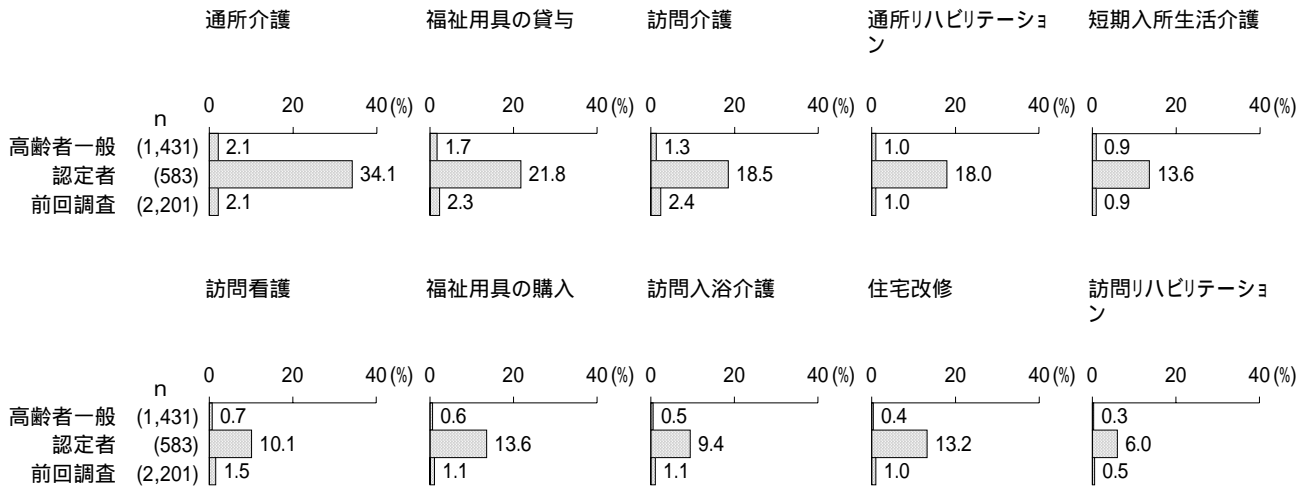 通所介護 福祉用具の貸与 訪問介護 通所リハビリテーショ 短期入所生活介護
ン
0 20 40(%) 0 20 40(%) 0 20 40(%) 0 20 40(%) 0 20 40(%)
n
高齢者一般 (1,431) 2.1 1.7 1.3 1.0 0.9
認定者 (583) 34.1 21.8 18.5 18.0 13.6
前回調査 (2,201) 2.1 2.3 2.4 1.0 0.9
訪問看護 福祉用具の購入 訪問入浴介護 住宅改修 訪問リハビリテーショ
ン
0 20 40(%) 0 20 40(%) 0 20 40(%) 0 20 40(%) 0 20 40(%)
n
高齢者一般 (1,431) 0.7 0.6 0.5 0.4 0.3
認定者 (583) 10.1 13.6 9.4 13.2 6.0
前回調査 (2,201) 1.5 1.1 1.1 1.0 0.5